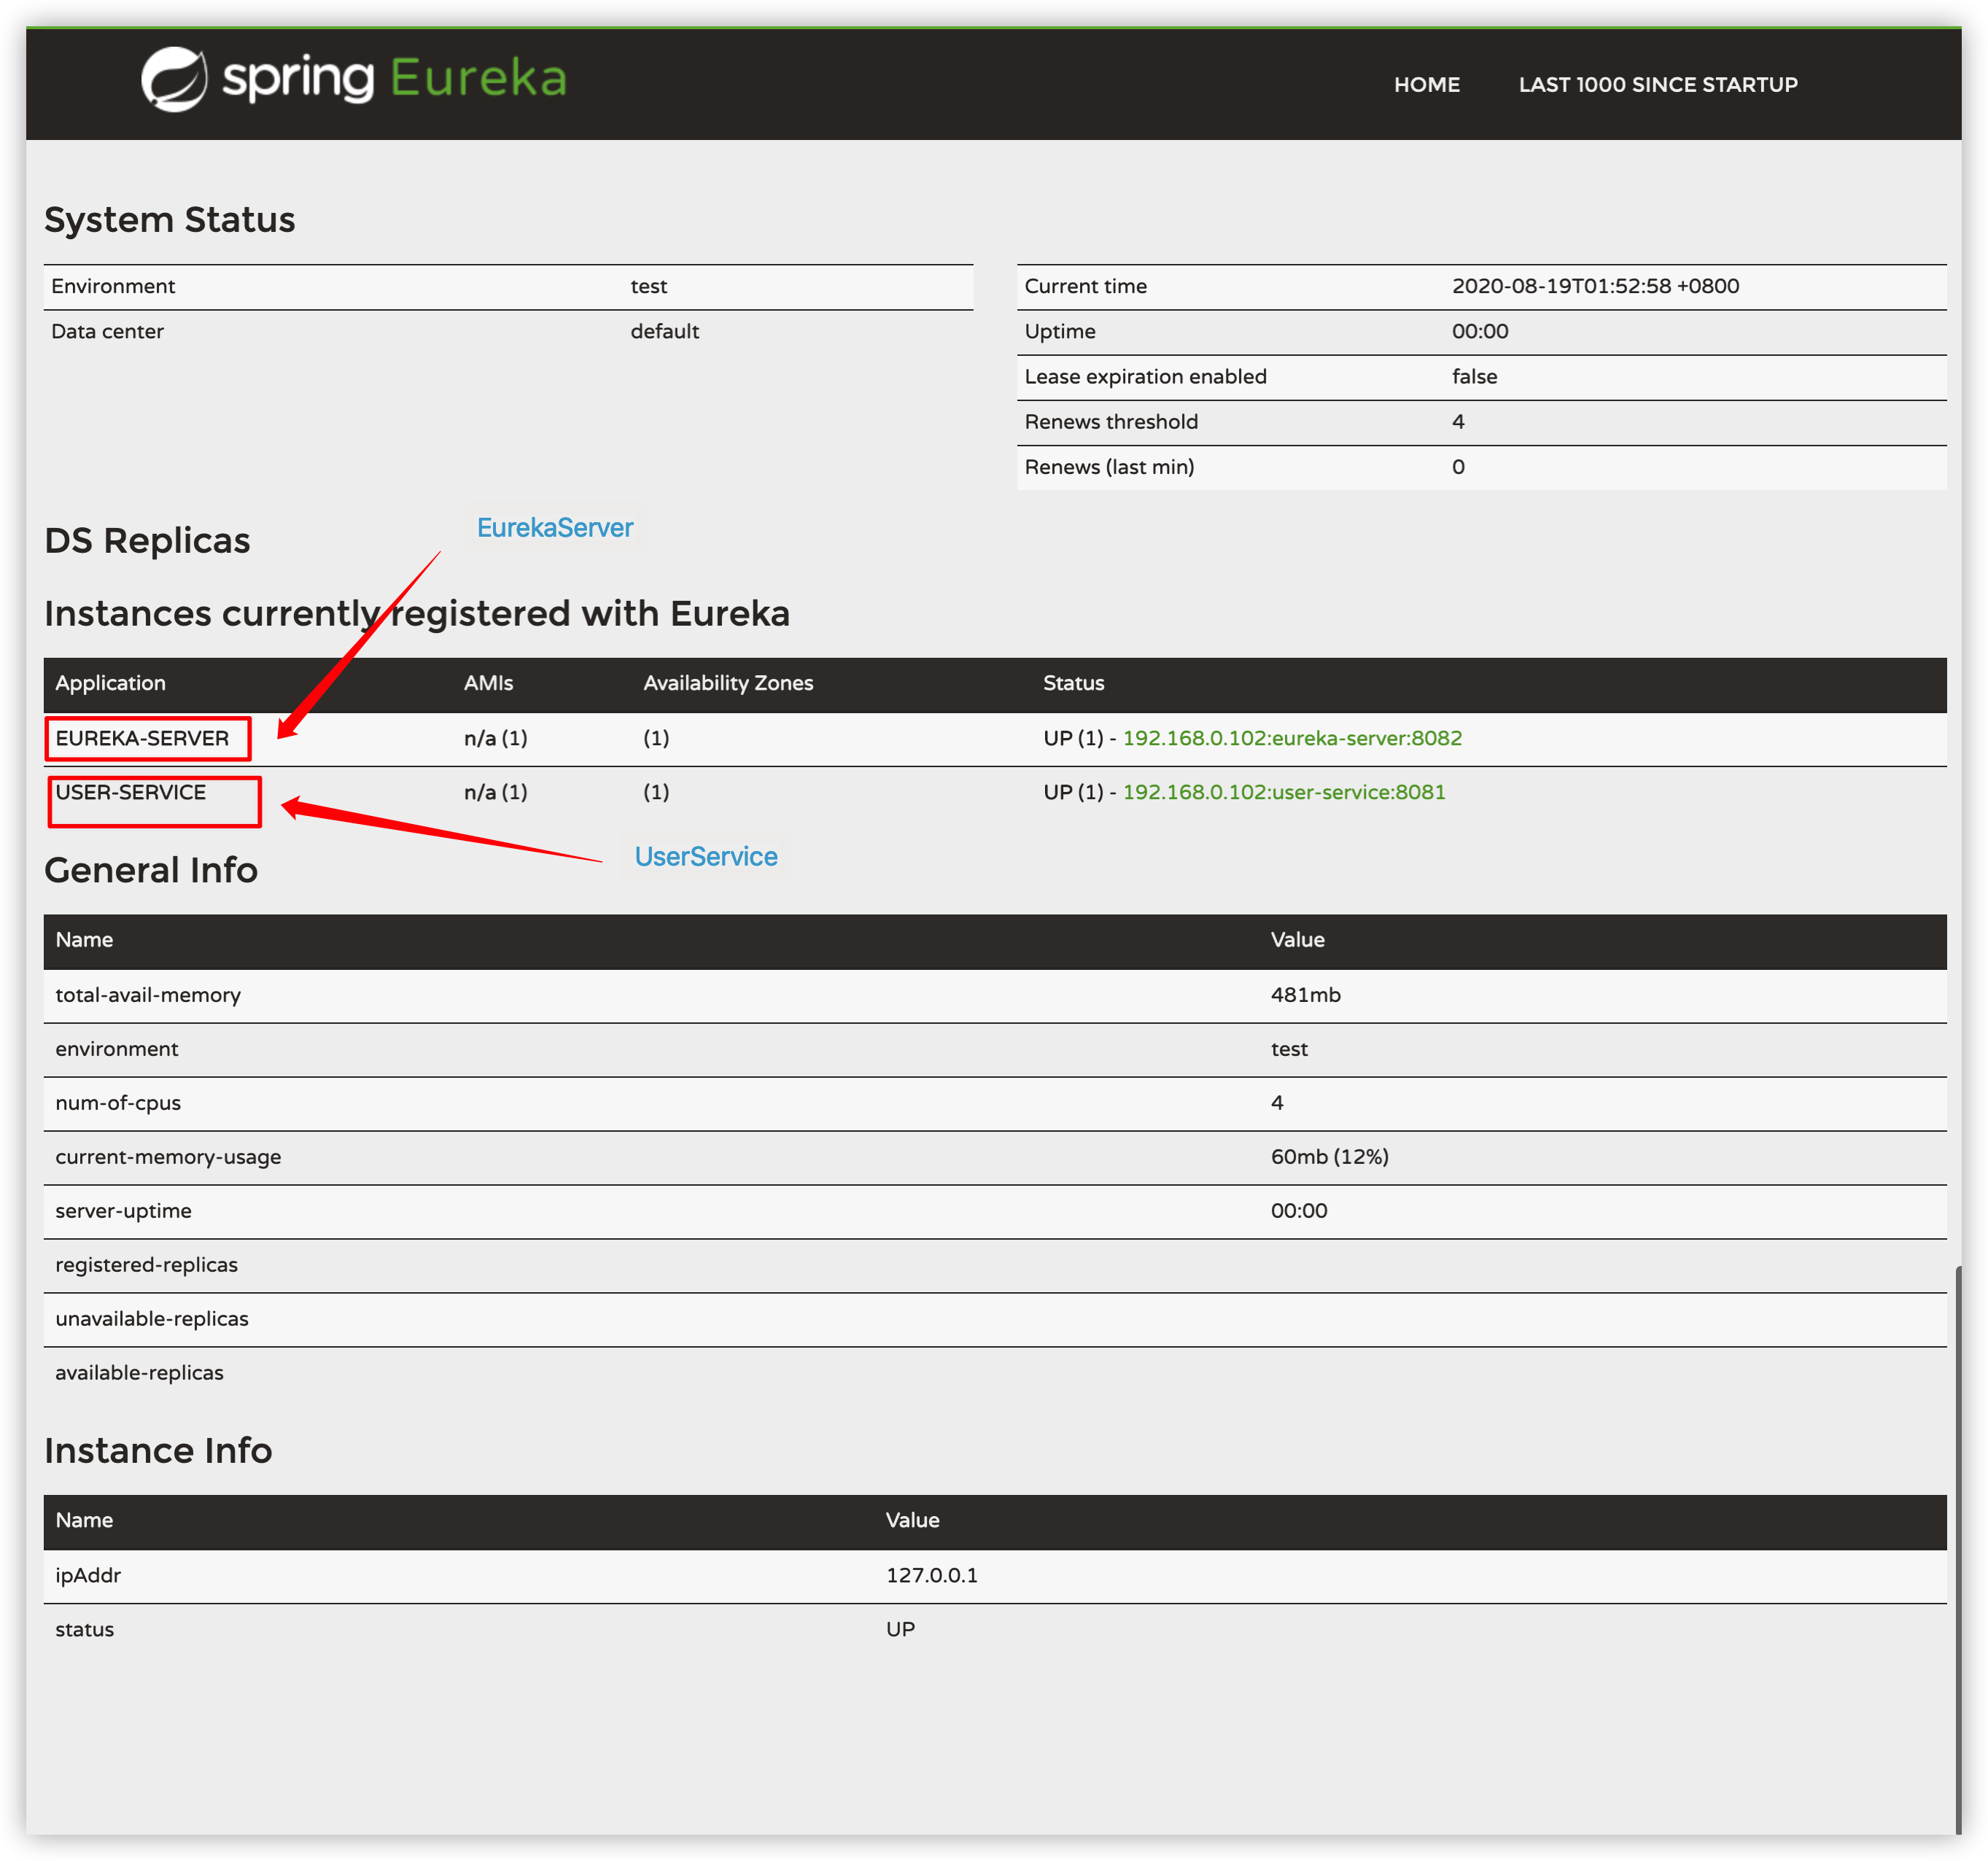 spring Eureka
HOME LAST 1000 SINCE STARTUP
System Status
Environment test
Data center default
Current time 2020-08-19T01:52:58 +0800
Uptime 00:00
Lease expiration enabled false
Renews threshold 4
Renews (last min) 0
EurekaServer
DS Replicas
Instances currently registered with Eureka
Application AMIs Availability Zones Status
EUREKA-SERVER n/a (1) (1) UP (1) - 192.168.0.102:eureka-server:8082
USER-SERVICE n/a (1) (1) UP (1) - 192.168.0.102:user-service:8081
UserService
General Info
Name Value
total-avail-memory 481mb
environment test
num-of-cpus 4
current-memory-usage 60mb (12%)
server-uptime 00:00
registered-replicas
unavailable-replicas
available-replicas
Instance Info
Name Value
ipAddr 127.0.0.1
status UP